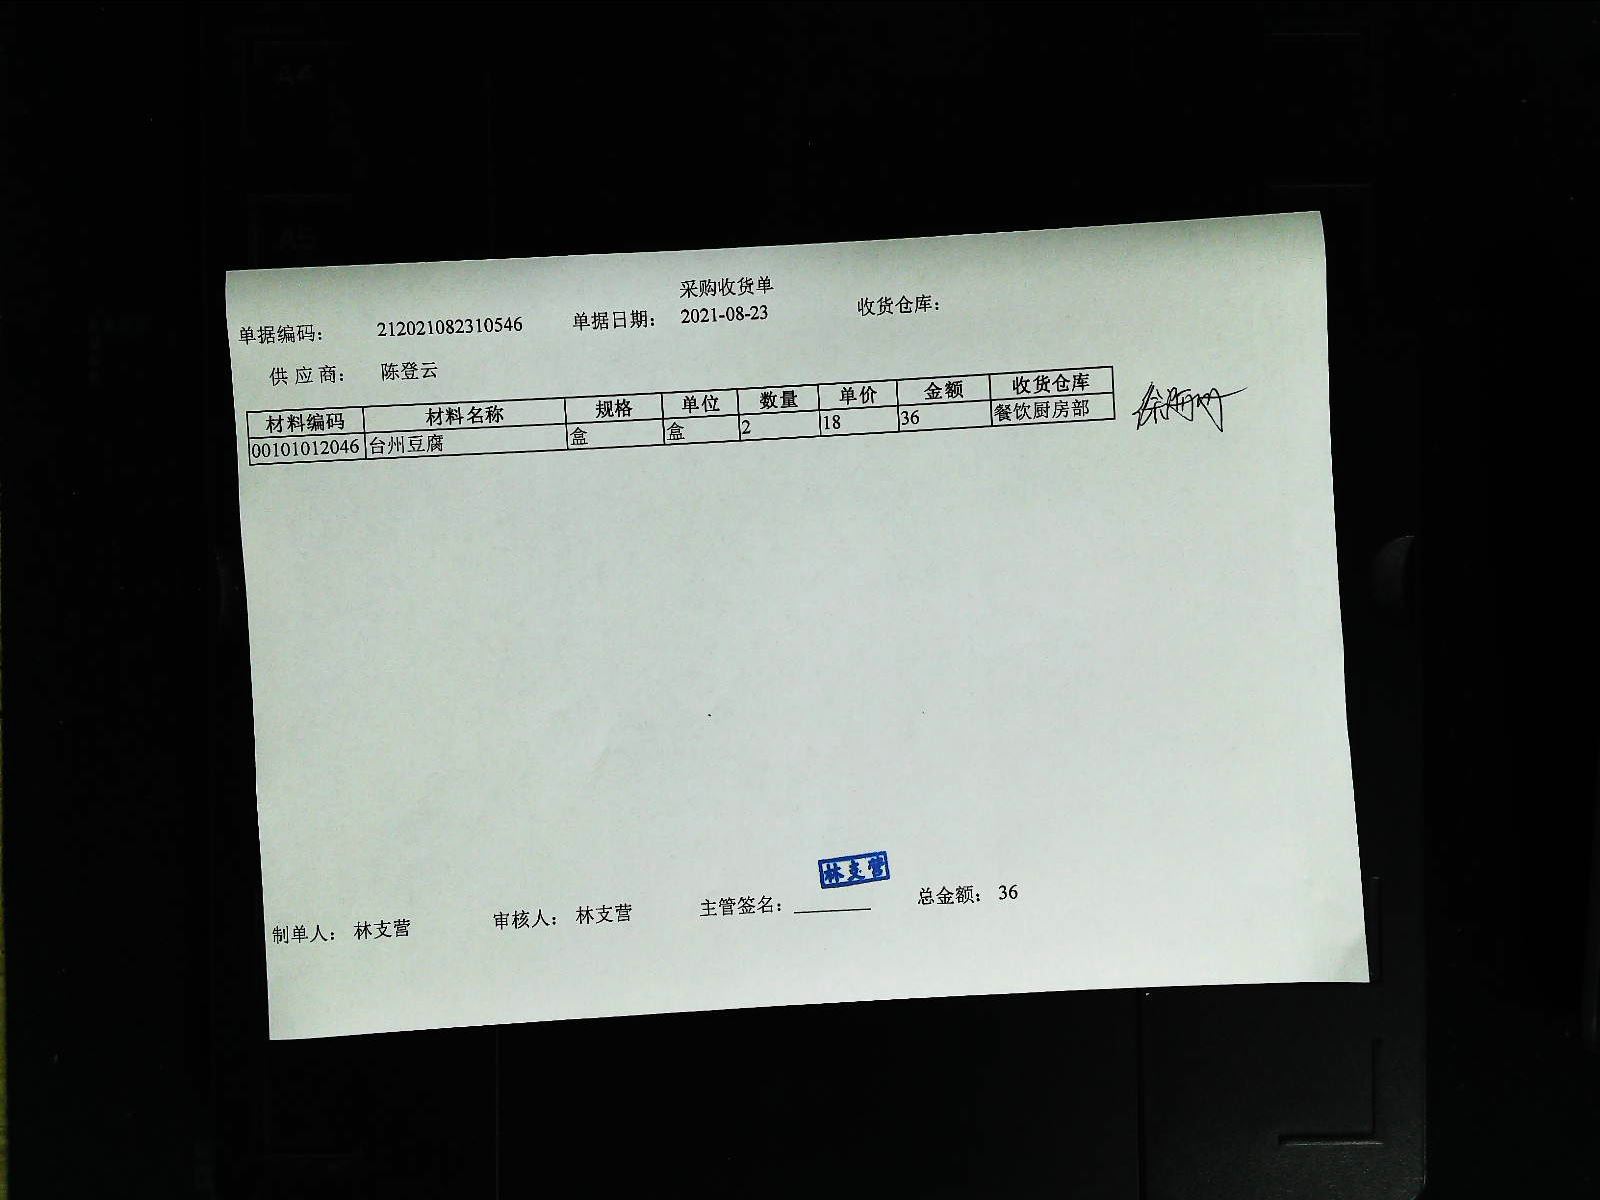 采购收货单
单据编码： 212021082310546 单据日期： 2021-08-23 收货仓库：
供应商： 陈登云
材料编码 材料名称 规格 单位 数量 单价 金额 收货仓库
00101012046 台州豆腐 盒 盒 2 18 36 餐饮厨房部
林支营
制单人： 林支营 审核人： 林支营 主管签名： 总金额： 36